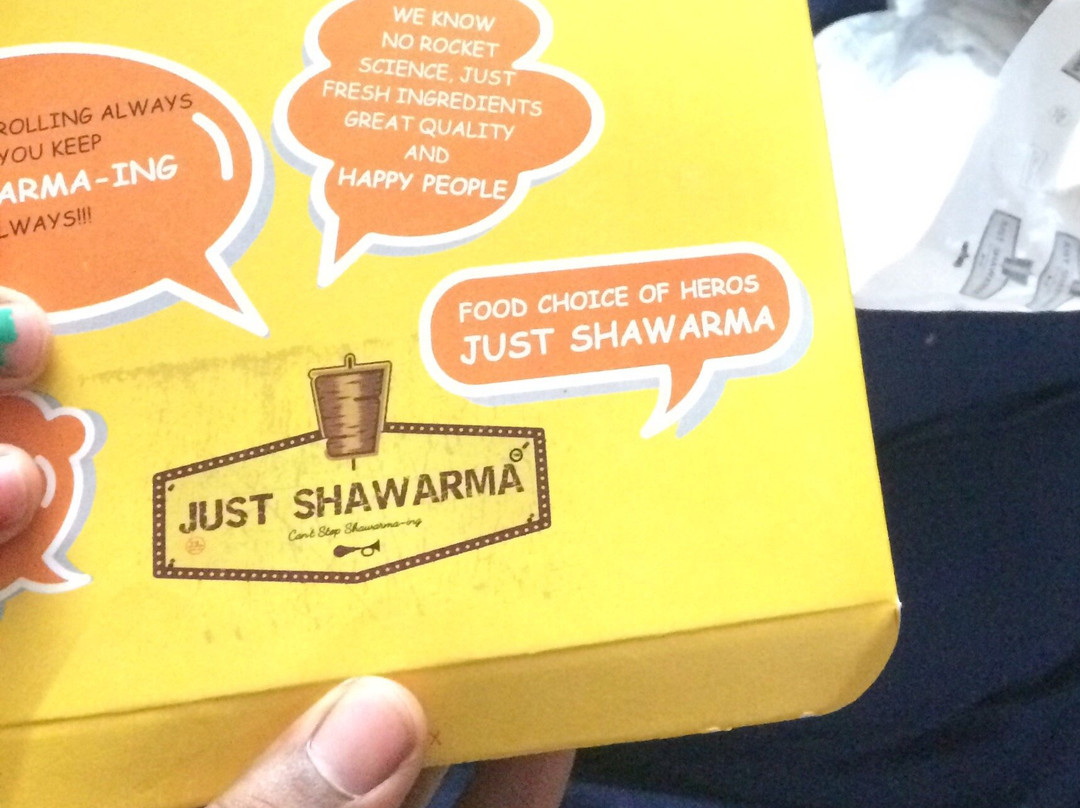 WE KNOW
NO ROCKET
SCIENCE, JUST
FRESH INGREDIENTS
GREAT QUALITY
AND
HAPPY PEOPLE
ROLLING ALWAYS
YOU KEEP
ARMA-ING
LWAYS!!!
FOOD CHOICE OF HEROS
JUST SHAWARMA
JUST SHAWARMA
Can't Stop Shawarma-ing